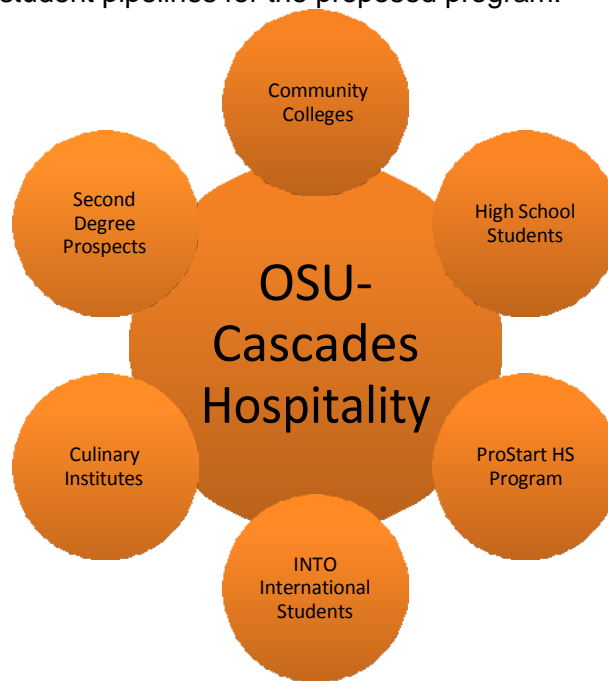 student pipelines for the proposed program.
Community
Colleges
Second
Degree
Prospects
High School
Students
OSU-
Cascades
Hospitality
Culinary
Institutes
ProStart HS
Program
INTO
International
Students